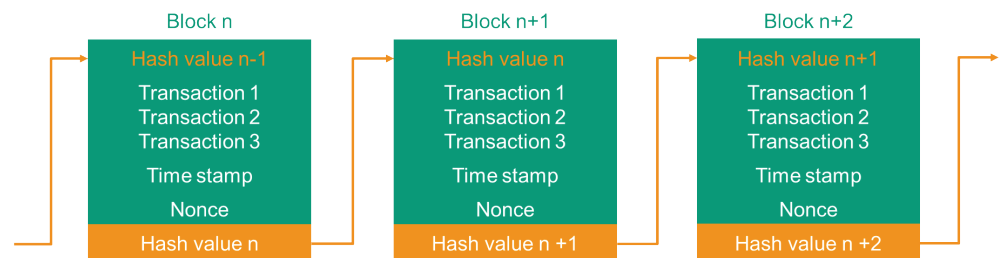 Block n
Hash value n-1
Transaction 1
Transaction 2
Transaction 3
Time stamp
Nonce
Hash value n
Block n+1
Hash value n
Transaction 1
Transaction 2
Transaction 3
Time stamp
Nonce
Hash value n +1
Block n+2
Hash value n+1
Transaction 1
Transaction 2
Transaction 3
Time stamp
Nonce
Hash value n +2